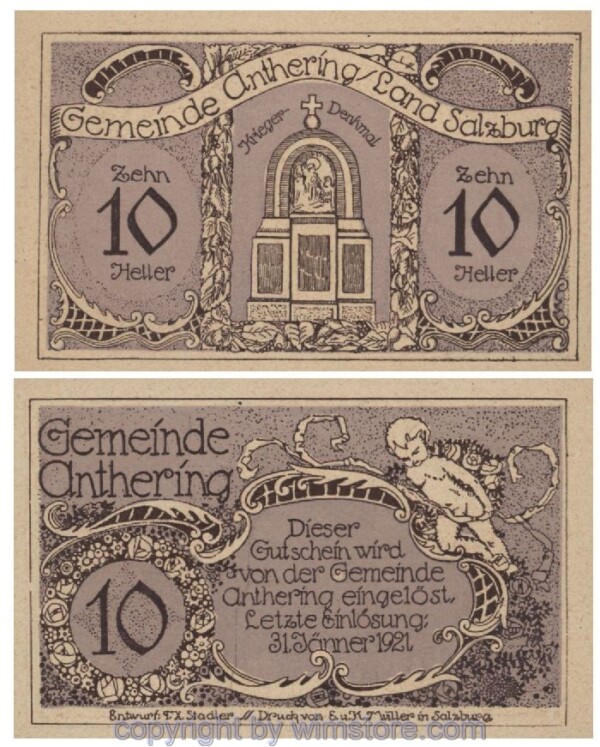 Gemeinde Anthering/Land Salzburg
Krieger-Denkmal
Zehn
10
Heller
Zehn
10
Heller
Gemeinde
Anthering
10
Dieser
Gutschein wird
von der Gemeinde
Anthering eingelöst.
Letzte Einlösung:
31. Jänner 1921
Entwurf: F.X. Stadler // Druck von E. u. K. Müller in Salzburg
copyright by wimstore.com